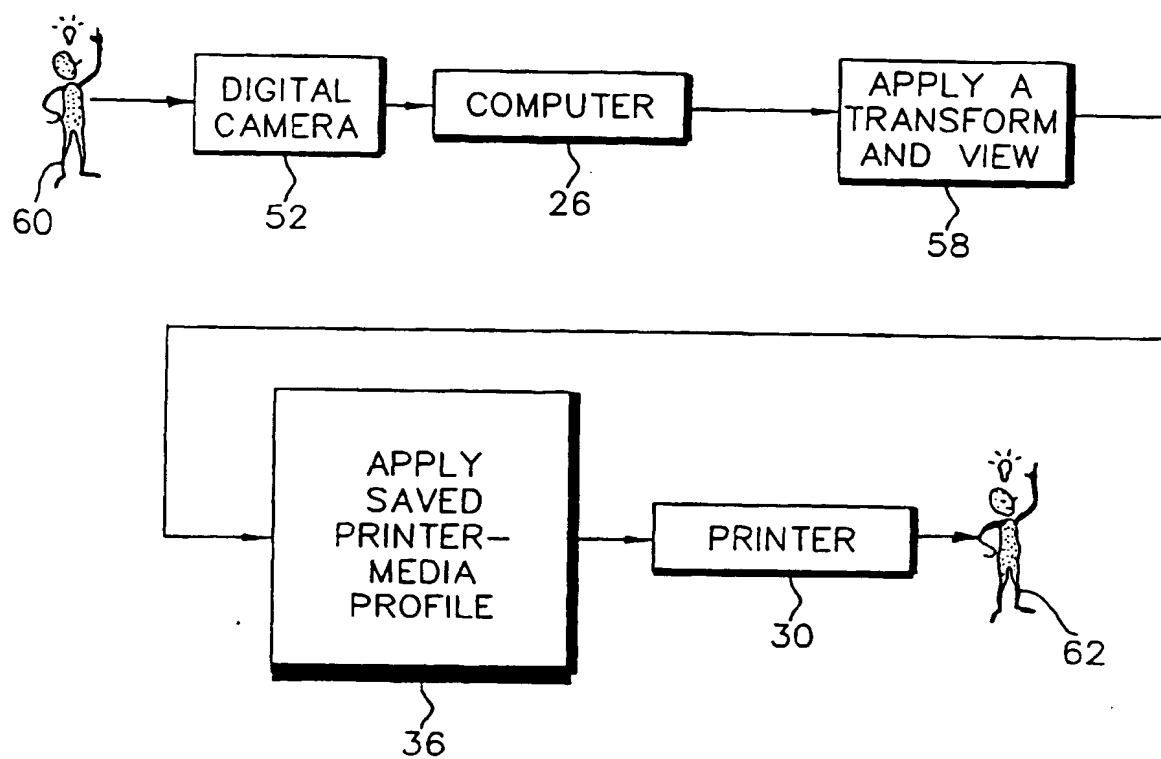 DIGITAL
CAMERA
COMPUTER
APPLY A
TRANSFORM
AND VIEW
60
52
26
58
APPLY
SAVED
PRINTER—
MEDIA
PROFILE
PRINTER
30
62
36